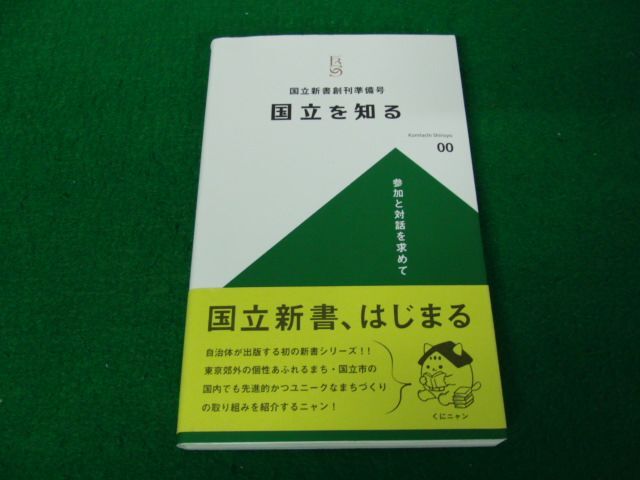 国立新書創刊準備号
国立を知る
Kunitachi Shinsyo
00
参加と対話を求めて
国立新書、はじまる
自治体が出版する初の新書シリーズ！！
東京郊外の個性あふれるまち・国立市の
国内でも先進的かつユニークなまちづくり
の取り組みを紹介するニャン！
くにニャン